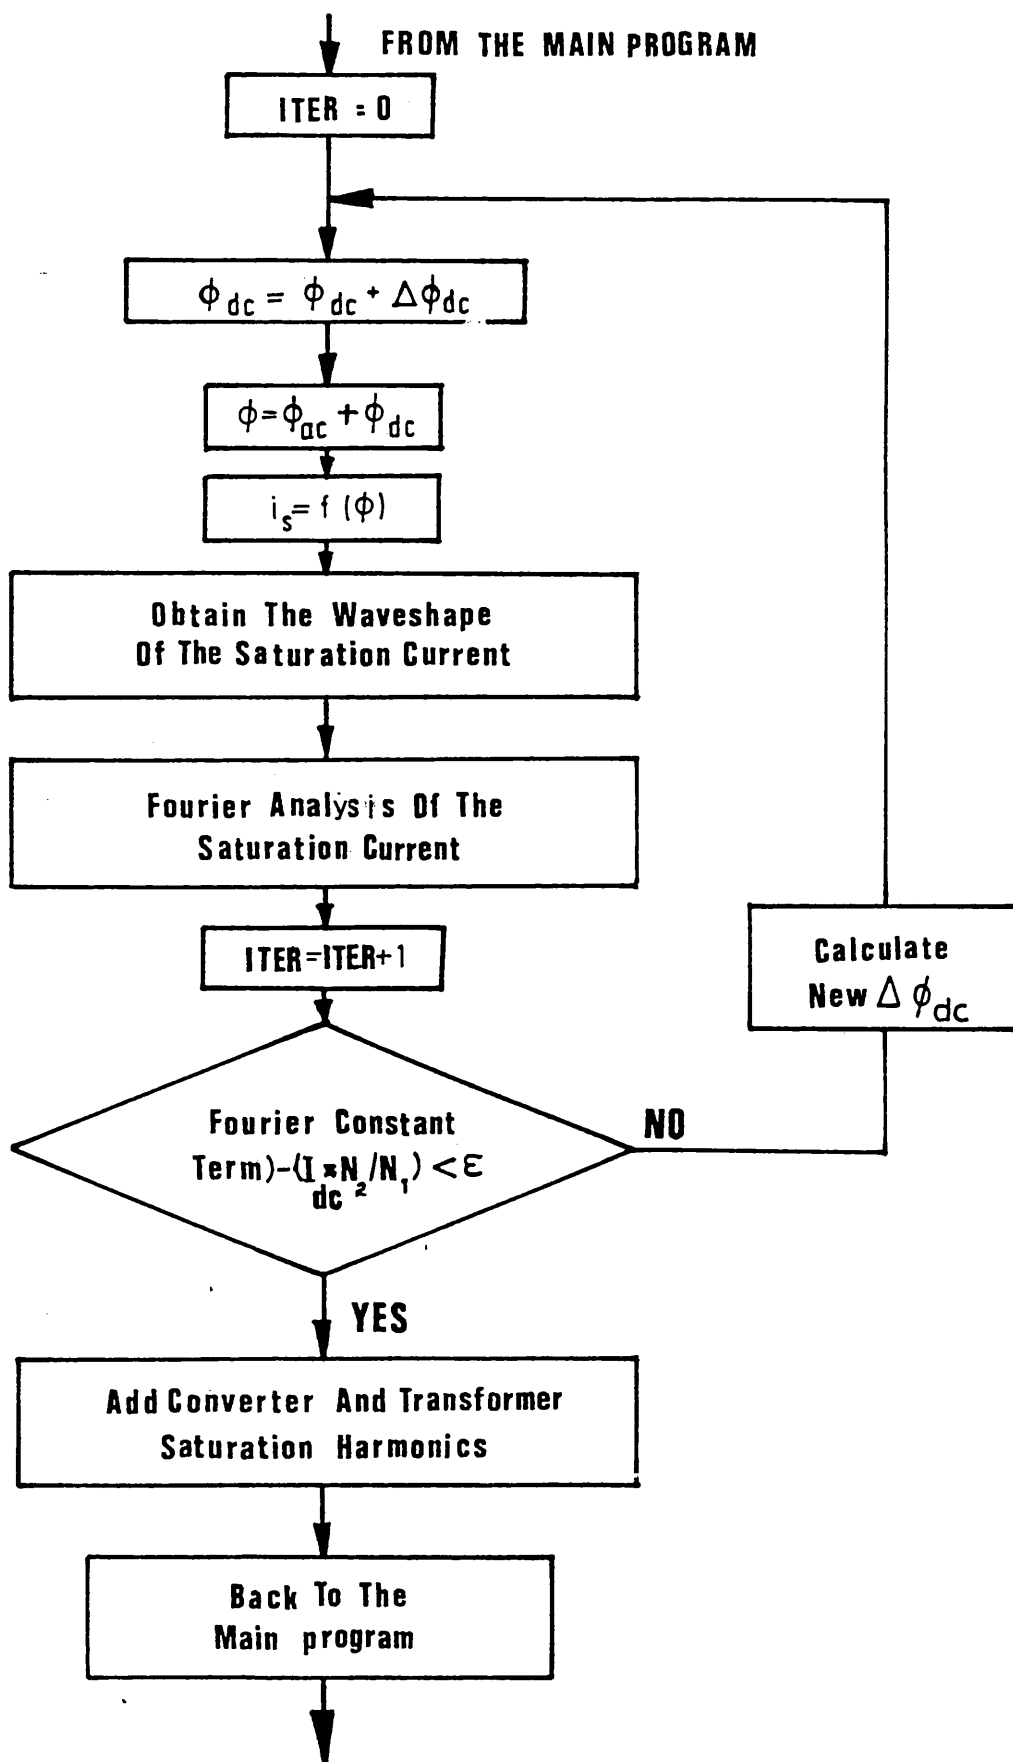 FROM THE MAIN PROGRAM
ITER = 0
ϕdc = ϕdc + Δϕdc
ϕ=ϕac + ϕdc
is= f (ϕ)
Obtain The Waveshape
Of The Saturation Current
Fourier Analysis Of The
Saturation Current
ITER=ITER+1
Calculate
New Δ ϕdc
Fourier Constant
NO
Term)-(Idc*N2/N1) < ε
YES
Add Converter And Transformer
Saturation Harmonics
Back To The
Main program